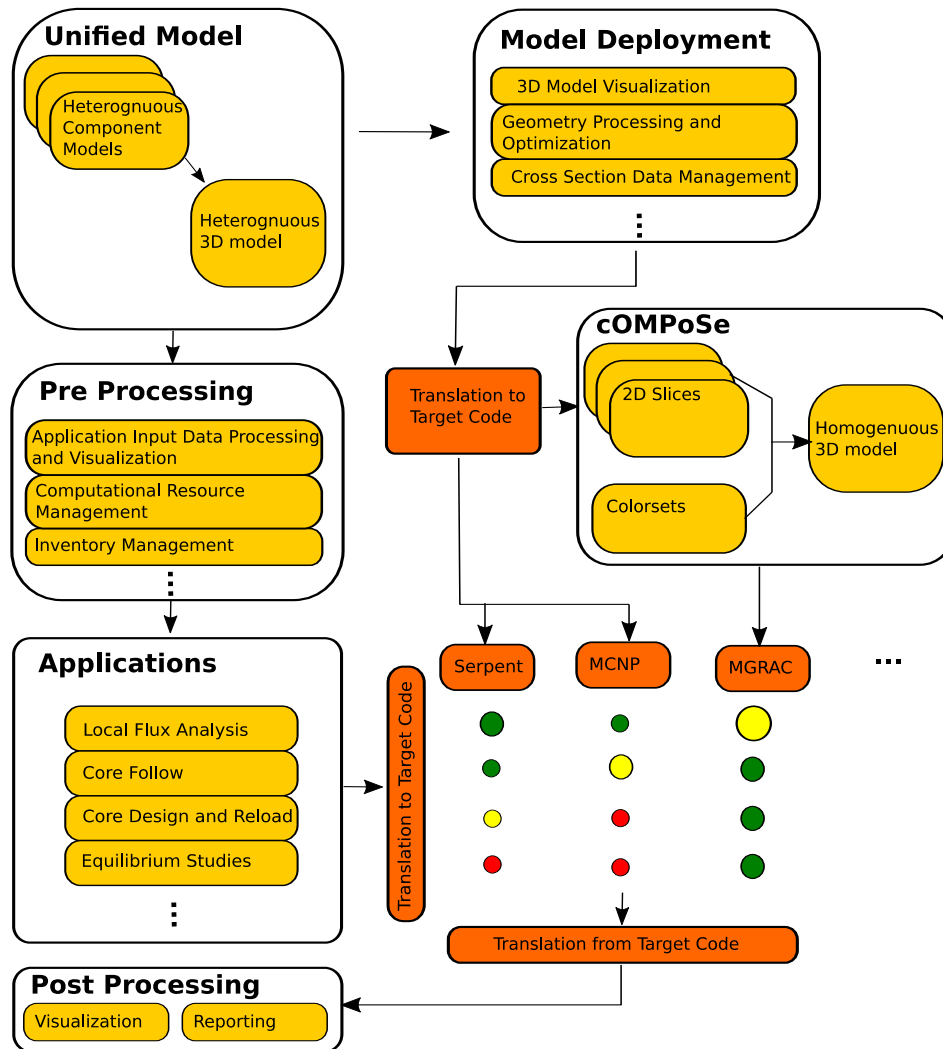 Unified Model
Heterognuous
Component
Models
Heterognuous
3D model
Model Deployment
3D Model Visualization
Geometry Processing and
Optimization
Cross Section Data Management
...
Pre Processing
Application Input Data Processing
and Visualization
Computational Resource
Management
Inventory Management
...
Translation to
Target Code
cOMPoSe
2D Slices
Colorsets
Homogenuous
3D model
Applications
Local Flux Analysis
Core Follow
Core Design and Reload
Equilibrium Studies
...
Translation to Target Code
Serpent
MCNP
MGRAC
...
Translation from Target Code
Post Processing
Visualization
Reporting